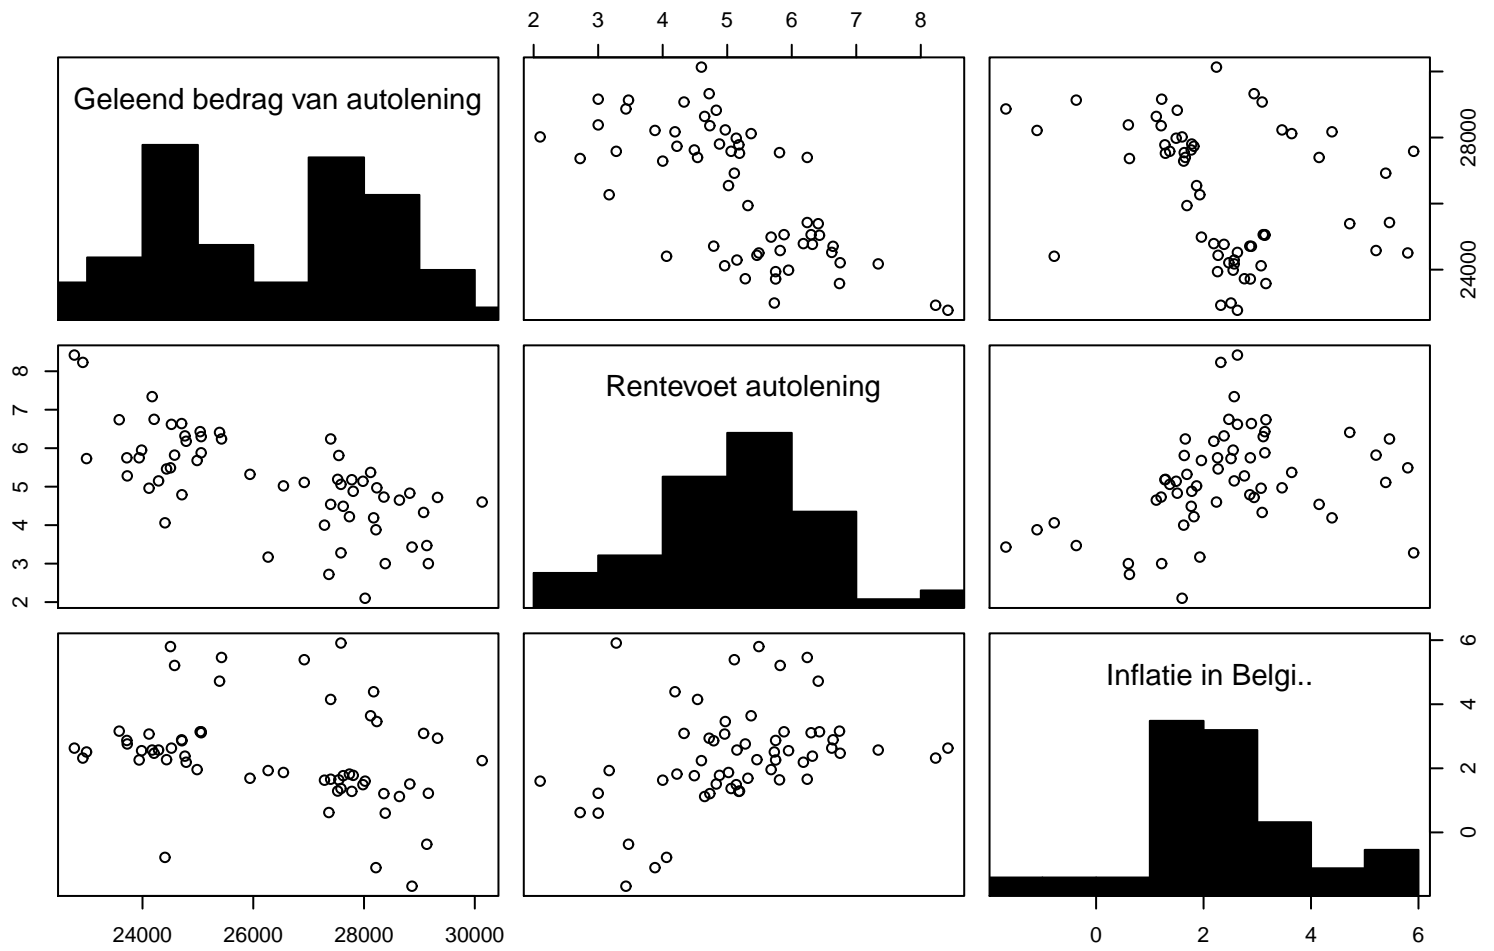 2 3 4 5 6 7 8
Geleend bedrag van autolening
28000
24000
8
7
6
5
4
3
2
Rentevoet autolening
Inflatie in Belgi..
6
4
2
0
24000 26000 28000 30000
0 2 4 6